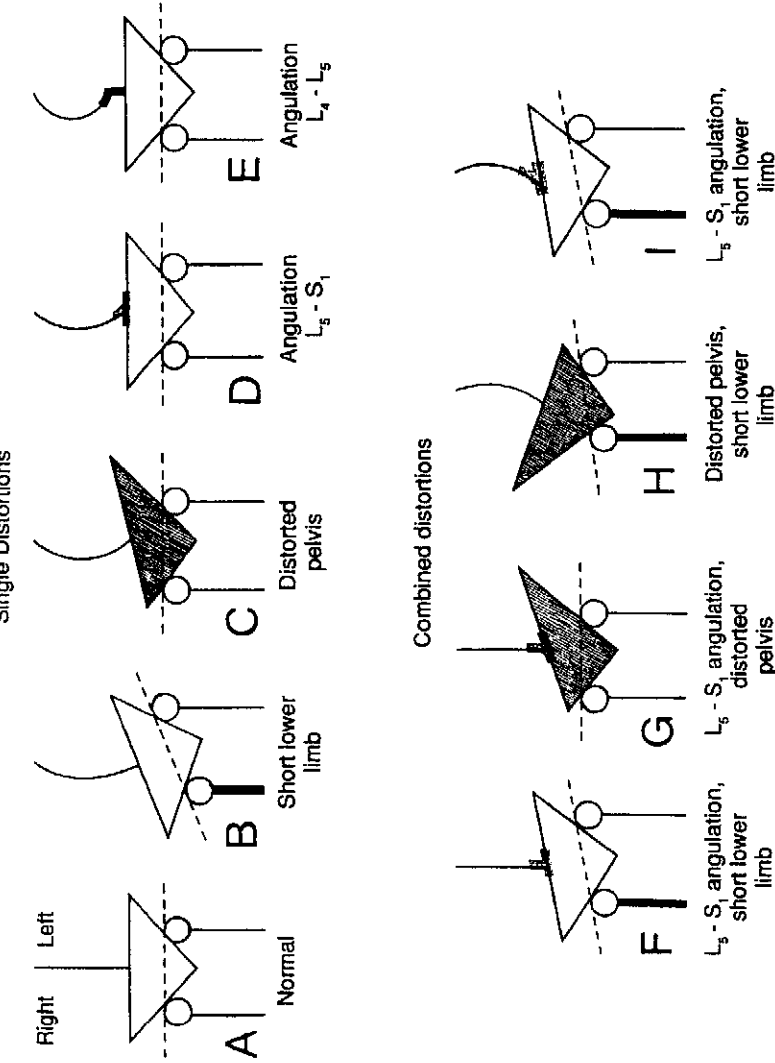 Single Distortions
Right Left
A
Normal
B
Short lower
limb
C
Distorted
pelvis
D
Angulation
L₅ - S₁
E
Angulation
L₄ - L₅
Combined distortions
F
L₅ - S₁ angulation,
short lower
limb
G
L₅ - S₁ angulation,
distorted
pelvis
H
Distorted pelvis,
short lower
limb
I
L₅ - S₁ angulation,
short lower
limb